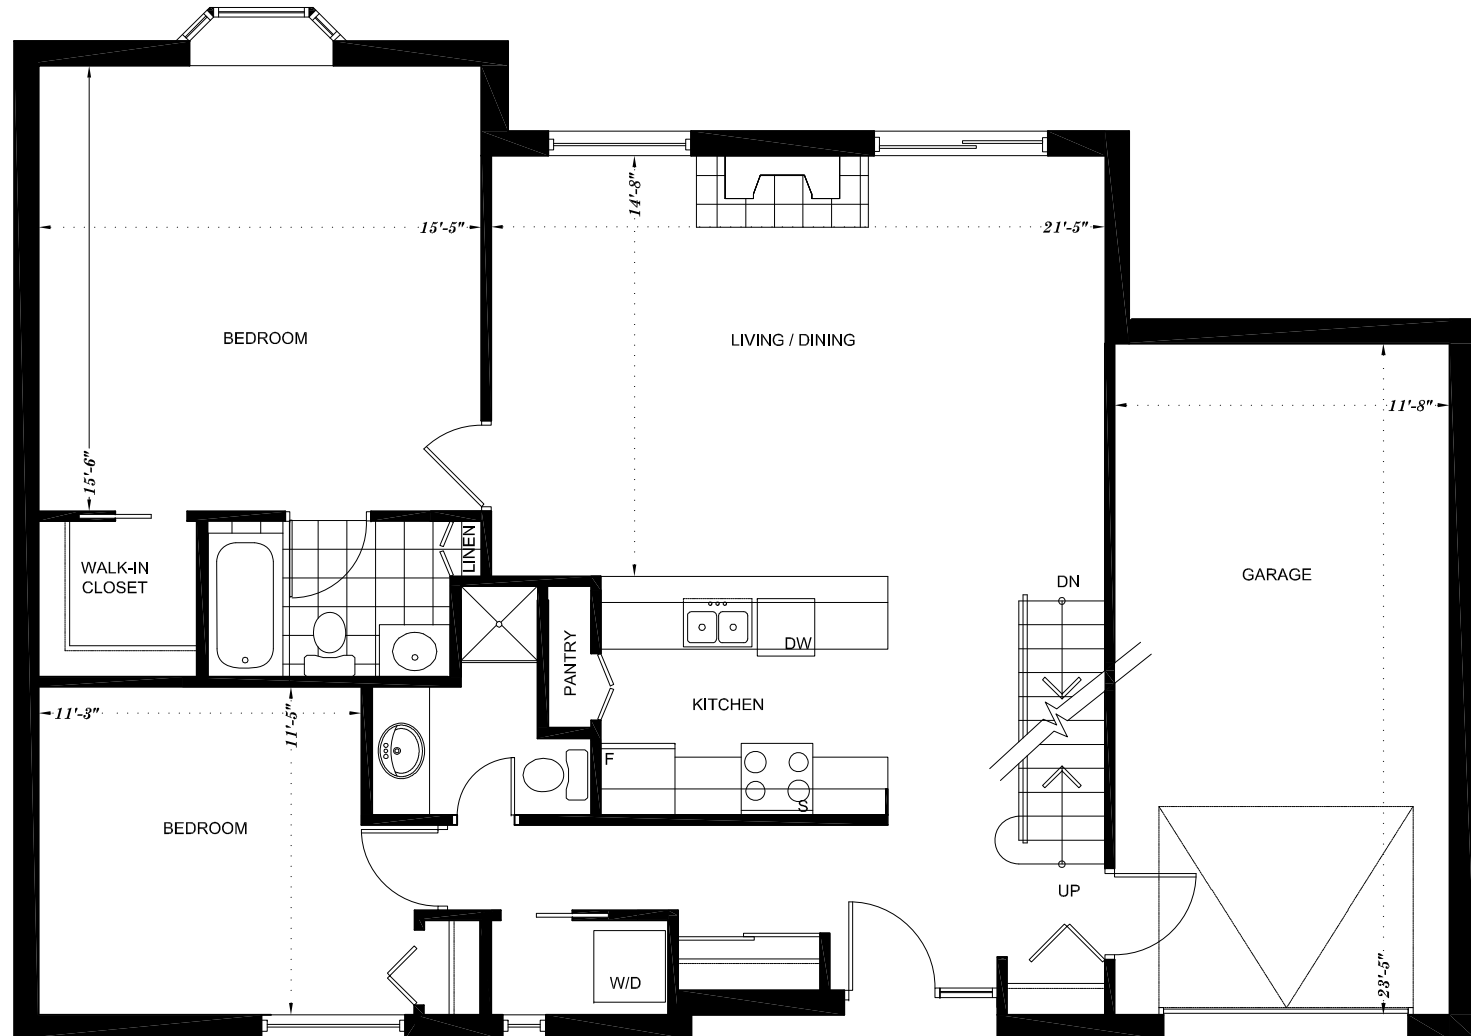 14'-8"
15'-5"
21'-5"
BEDROOM
LIVING / DINING
11'-8"
15'-6"
LINEN
WALK-IN
CLOSET
DN
GARAGE
DW
PANTRY
KITCHEN
11'-3"
11'-5"
F
S
BEDROOM
UP
W/D
23'-5"